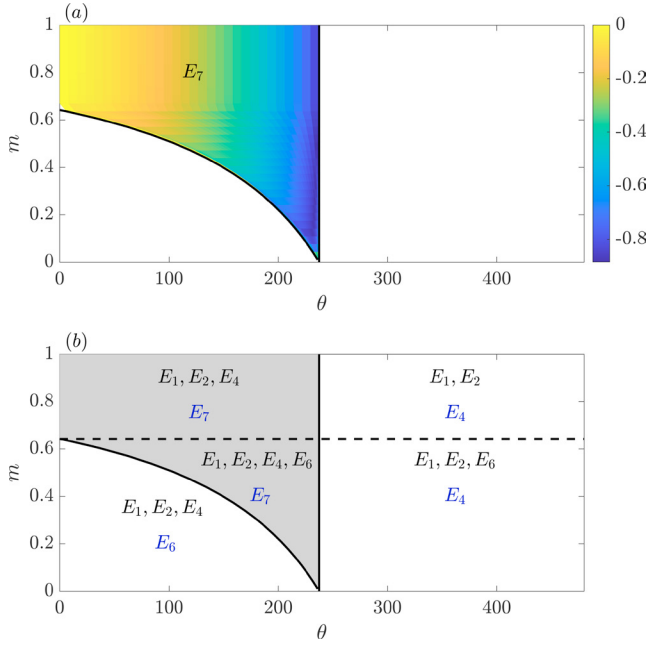 (a)
1
0.8
0.6
0.4
0.2
0
m
E₇
0 100 200 300 400
θ
0
-0.2
-0.4
-0.6
-0.8
(b)
1
0.8
0.6
0.4
0.2
0
m
E₁, E₂, E₄
E₇
E₁, E₂
E₄
E₁, E₂, E₄, E₆
E₇
E₁, E₂, E₆
E₄
E₁, E₂, E₄
E₆
0 100 200 300 400
θ